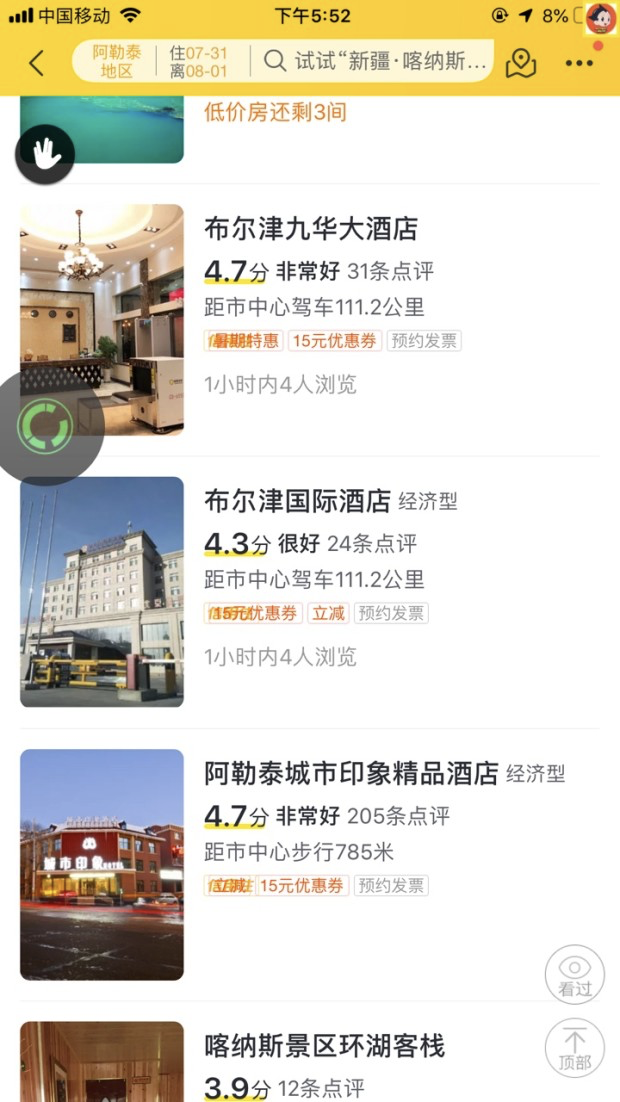 中国移动
下午5:52
8%
阿勒泰
地区
住07-31
离08-01
试试“新疆·喀纳斯...
低价房还剩3间
布尔津九华大酒店
4.7分 非常好 31条点评
距市中心驾车111.2公里
暑期特惠 15元优惠券 预约发票
1小时内4人浏览
布尔津国际酒店 经济型
4.3分 很好 24条点评
距市中心驾车111.2公里
15元优惠券 立减 预约发票
1小时内4人浏览
阿勒泰城市印象精品酒店 经济型
城市印象
4.7分 非常好 205条点评
距市中心步行785米
立减 15元优惠券 预约发票
看过
喀纳斯景区环湖客栈
顶部
3.9分 12条点评